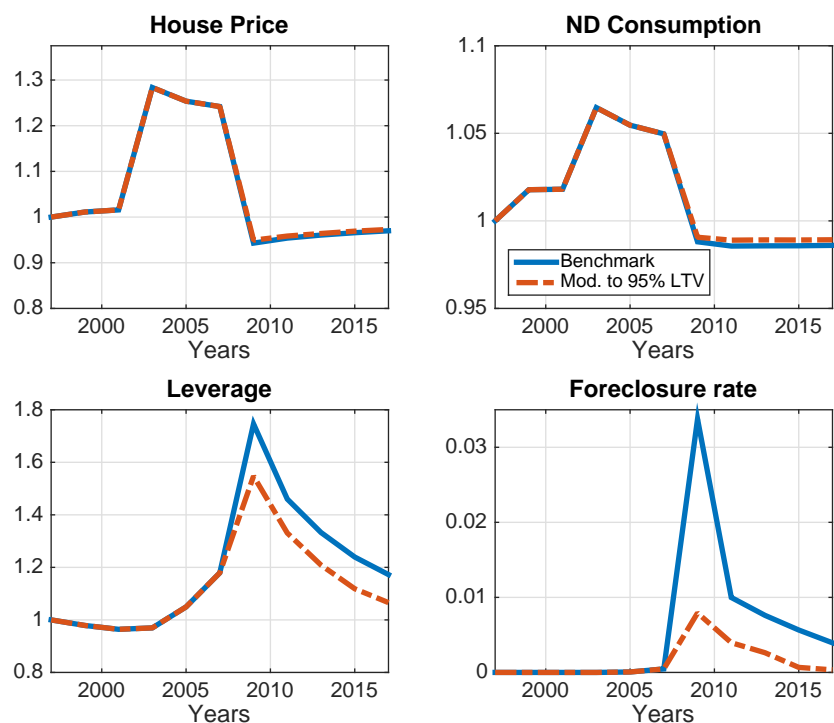 House Price
ND Consumption
1.3
1.2
1.1
1
0.9
0.8
2000 2005 2010 2015
Years
1.1
1.05
1
0.95
Benchmark
Mod. to 95% LTV
2000 2005 2010 2015
Years
Leverage
Foreclosure rate
1.8
1.6
1.4
1.2
1
0.8
2000 2005 2010 2015
Years
0.03
0.02
0.01
0
2000 2005 2010 2015
Years